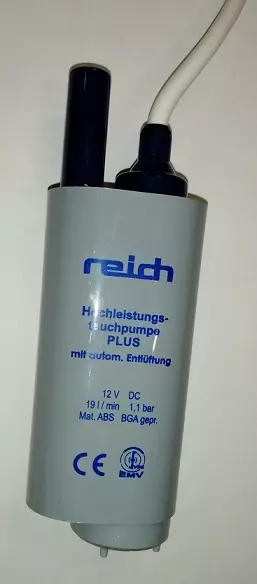 reich
Hochleistungs-
tauchpumpe
PLUS
mit autom. Entlüftung
12 V DC
19 l / min 1,1 bar
Mat. ABS BGA gepr.
CE EMV